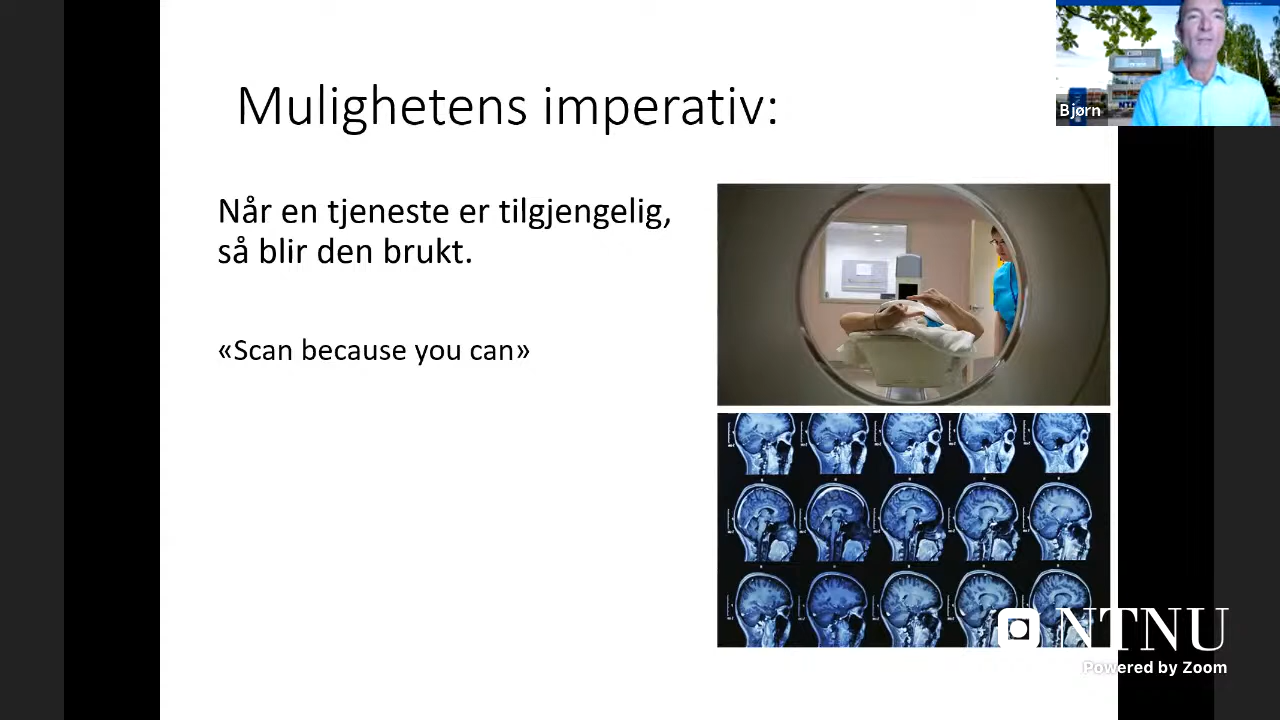 Mulighetens imperativ:
Når en tjeneste er tilgjengelig,
så blir den brukt.
«Scan because you can»
Bjørn
NTNU
Powered by Zoom